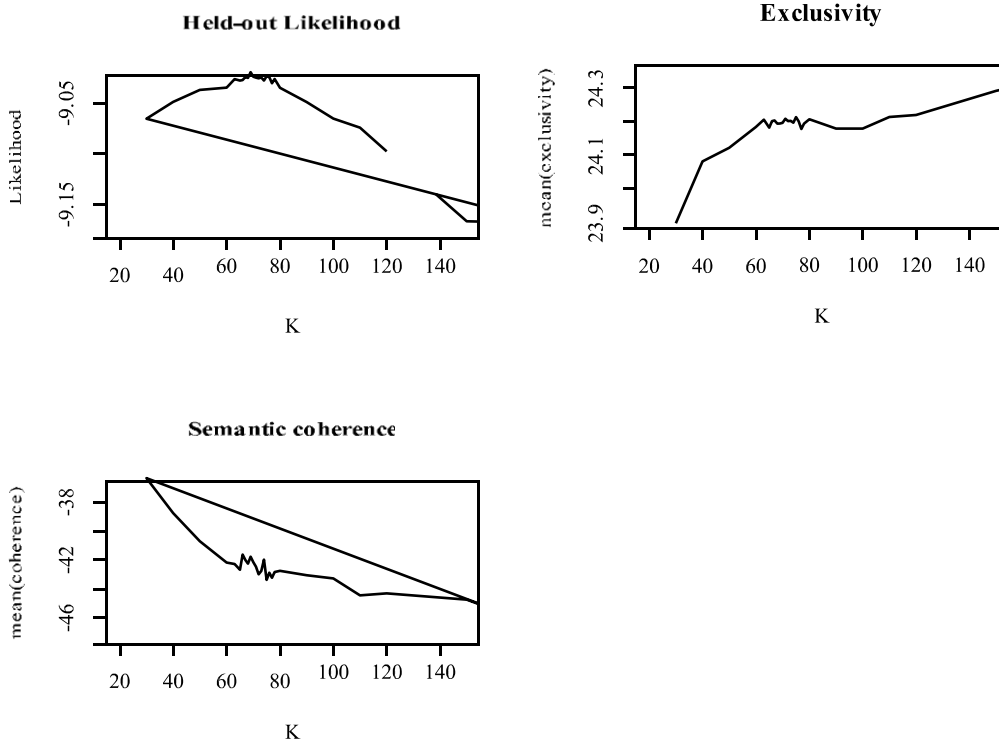 Held-out Likelihood
Likelihood
-9.05
-9.15
20 40 60 80 100 120 140
K
Exclusivity
mean(exclusivity)
24.3
24.1
23.9
20 40 60 80 100 120 140
K
Semantic coherence
mean(coherence)
-38
-42
-46
20 40 60 80 100 120 140
K